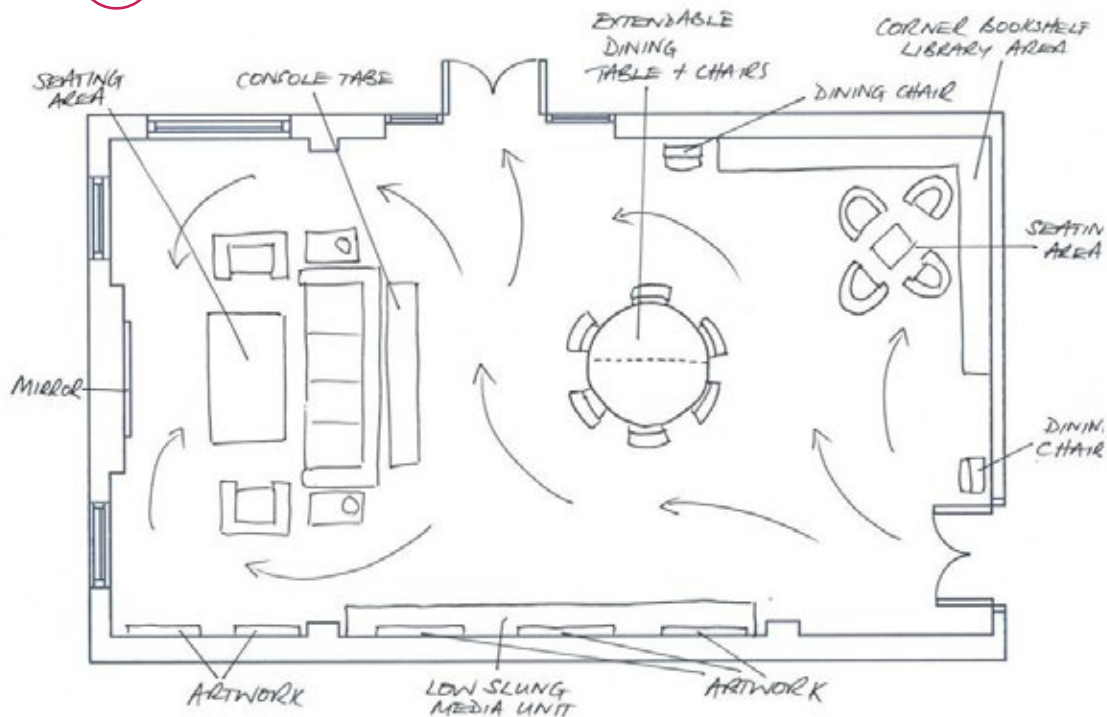 SEATING
AREA
CONSOLE TABE
EXTENDABLE
DINING
TABLE + CHAIRS
DINING CHAIR
CORNER BOOKSHELF
LIBRARY AREA
SEATIN
AREA
MIRROR
DININ
CHAIR
ARTWORK
LOW SLUNG
MEDIA UNIT
ARTWORK